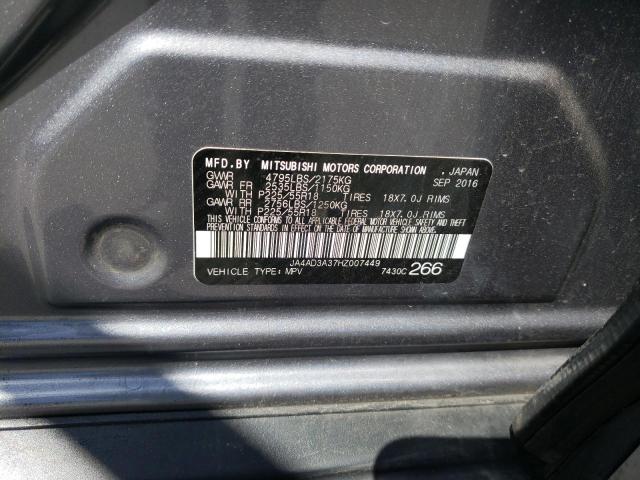 MFD.BY MITSUBISHI MOTORS CORPORATION , JAPAN
GVWR 4795LBS/2175KG SEP 2016
GAWR FR 2535LBS/1150KG
WITH P225/55R18 TIRES 18X7.0J RIMS
GAWR RR 2756LBS/1250KG
WITH P225/55R18 TIRES 18X7.0J RIMS
THIS VEHICLE CONFORMS TO ALL APPLICABLE FEDERAL MOTOR VEHICLE SAFETY AND
THEFT PREVENTION STANDARDS IN EFFECT ON THE DATE OF MANUFACTURE SHOWN ABOVE.
JA4AD3A37HZ007449
VEHICLE TYPE:MPV 7430C 266